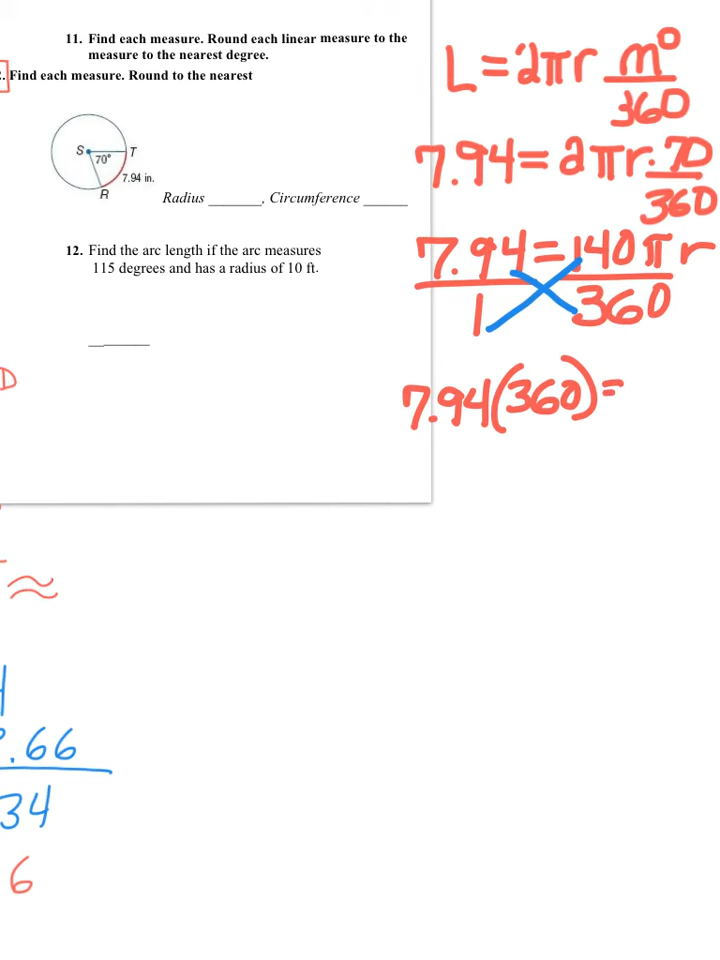 11. Find each measure. Round each linear measure to the
measure to the nearest degree.
. Find each measure. Round to the nearest
S
T
70°
7.94 in.
R
Radius ______, Circumference ______
12. Find the arc length if the arc measures
115 degrees and has a radius of 10 ft.
________
L = 2πr m°/360
7.94 = 2πr · 70/360
7.94/1 = 140πr/360
7.94(360) =
D
≈
.66
34
6